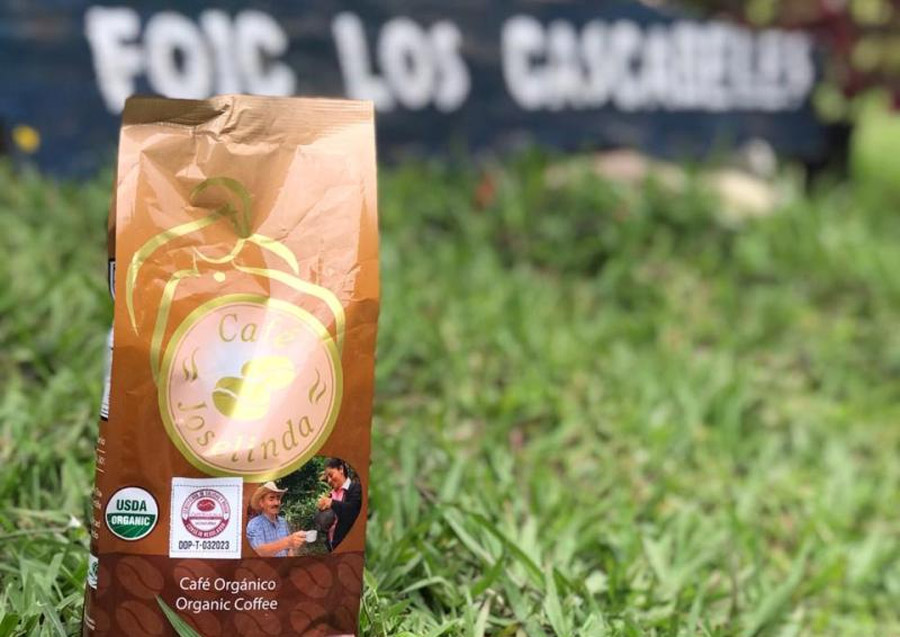 FOIC LOS CASCABELES
Café
Joselinda
USDA
ORGANIC
DOP-T-032023
Café Orgánico
Organic Coffee